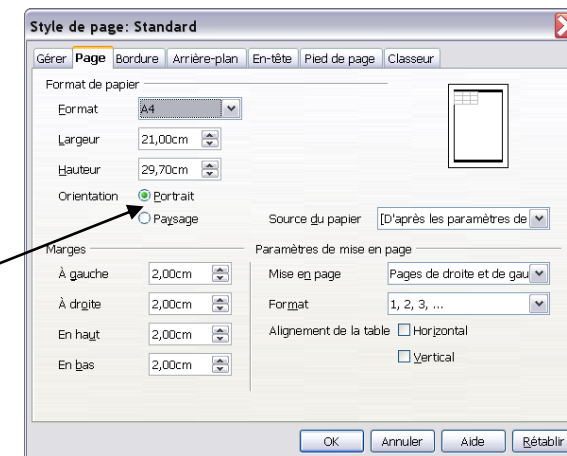 Style de page: Standard
Gérer Page Bordure Arrière-plan En-tête Pied de page Classeur
Format de papier
Format A4
Largeur 21,00cm
Hauteur 29,70cm
Orientation Portrait
Paysage Source du papier [D'après les paramètres de
Marges Paramètres de mise en page
À gauche 2,00cm Mise en page Pages de droite et de gau
À droite 2,00cm Format 1, 2, 3, ...
En haut 2,00cm Alignement de la table Horizontal
En bas 2,00cm Vertical
OK Annuler Aide Rétablir